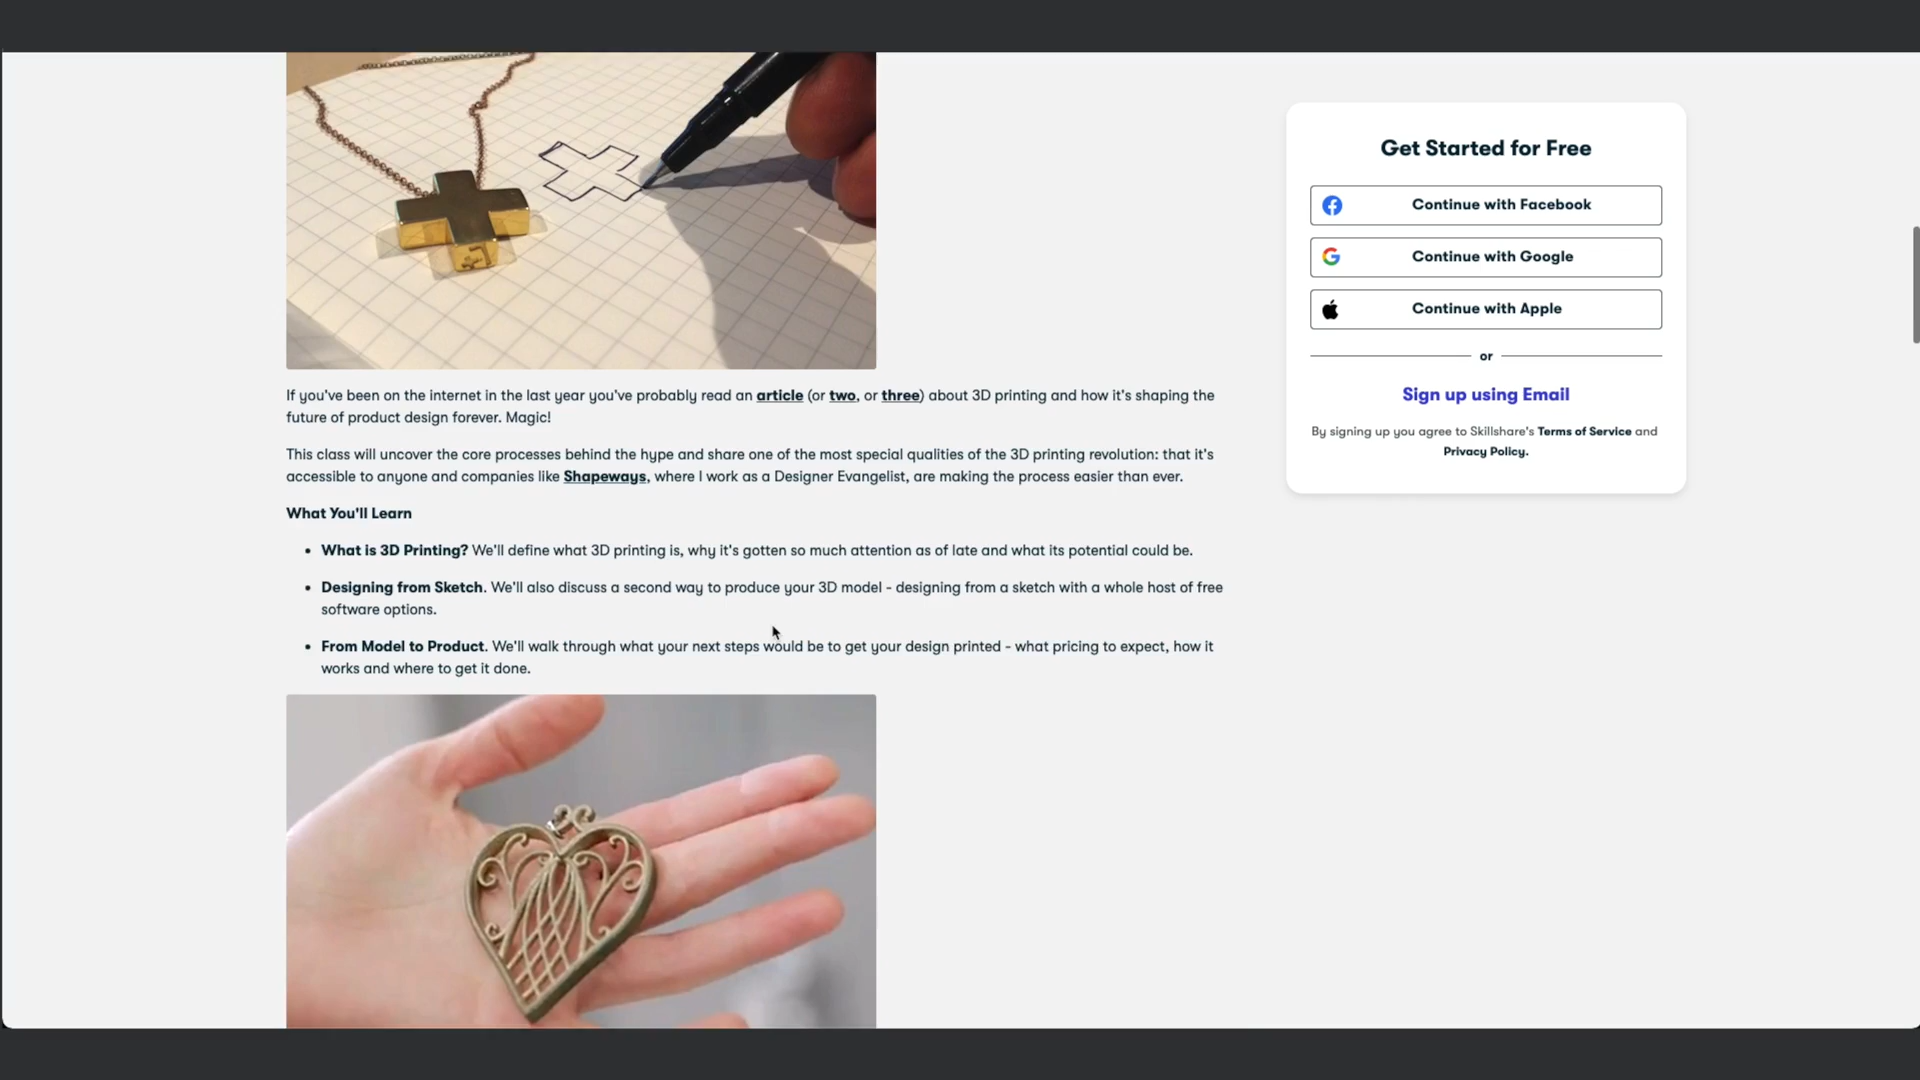 Get Started for Free
Continue with Facebook
Continue with Google
Continue with Apple
or
Sign up using Email
By signing up you agree to Skillshare's Terms of Service and
Privacy Policy.
If you've been on the internet in the last year you've probably read an article (or two, or three) about 3D printing and how it's shaping the
future of product design forever. Magic!
This class will uncover the core processes behind the hype and share one of the most special qualities of the 3D printing revolution: that it's
accessible to anyone and companies like Shapeways, where I work as a Designer Evangelist, are making the process easier than ever.
What You'll Learn
• What is 3D Printing? We'll define what 3D printing is, why it's gotten so much attention as of late and what its potential could be.
• Designing from Sketch. We'll also discuss a second way to produce your 3D model - designing from a sketch with a whole host of free
software options.
• From Model to Product. We'll walk through what your next steps would be to get your design printed - what pricing to expect, how it
works and where to get it done.